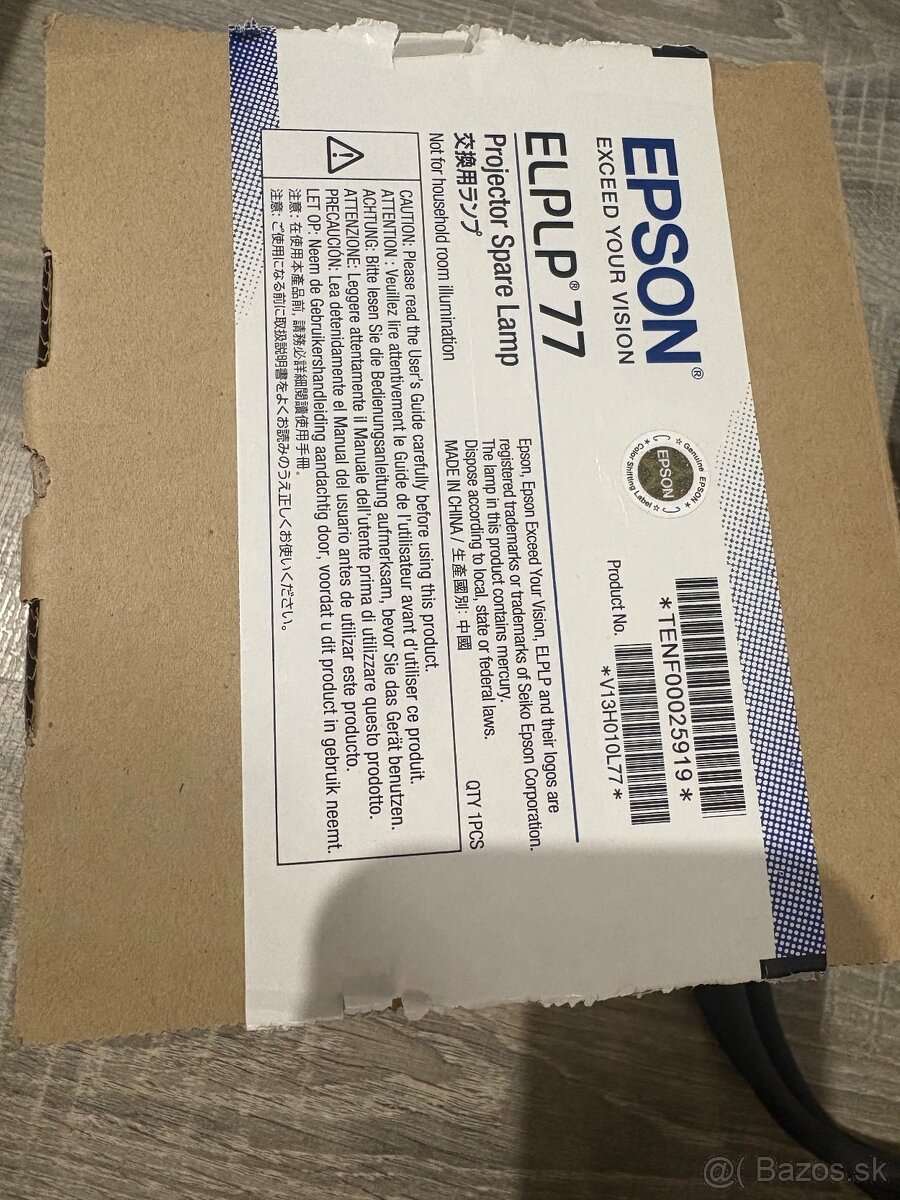 EPSON®
EXCEED YOUR VISION
ELPLP®77
Projector Spare Lamp
交換用ランプ
Not for household room illumination
☆ Genuine EPSON ☆
EPSON
☆ Color-Shifting Label ☆
*TENF0025919*
Product No.
*V13H010L77*
Epson, Epson Exceed Your Vision, ELPLP and their logos are
registered trademarks or trademarks of Seiko Epson Corporation.
The lamp in this product contains mercury.
Dispose according to local, state or federal laws.
MADE IN CHINA / 生產國別: 中國
QTY 1PCS
CAUTION: Please read the User's Guide carefully before using this product.
ATTENTION : Veuillez lire attentivement le Guide de l'utilisateur avant d'utiliser ce produit.
ACHTUNG: Bitte lesen Sie die Bedienungsanleitung aufmerksam, bevor Sie das Gerät benutzen.
ATTENZIONE: Leggere attentamente il Manuale dell'utente prima di utilizzare questo prodotto.
PRECAUCIÓN: Lea detenidamente el Manual del usuario antes de utilizar este producto.
LET OP: Neem de Gebruikershandleiding aandachtig door, voordat u dit product in gebruik neemt.
注意: 在使用本產品前, 請務必詳細閱讀使用手冊。
注意: ご使用になる前に取扱説明書をよくお読みのうえ正しくお使いください。
@( Bazos.sk